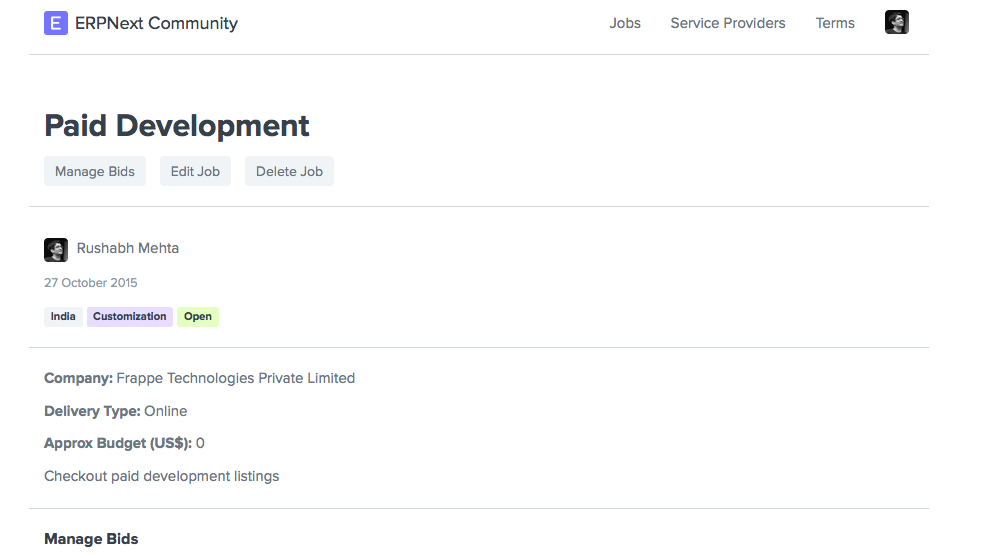 E ERPNext Community Jobs Service Providers Terms
Paid Development
Manage Bids Edit Job Delete Job
Rushabh Mehta
27 October 2015
India Customization Open
Company: Frappe Technologies Private Limited
Delivery Type: Online
Approx Budget (US$): 0
Checkout paid development listings
Manage Bids